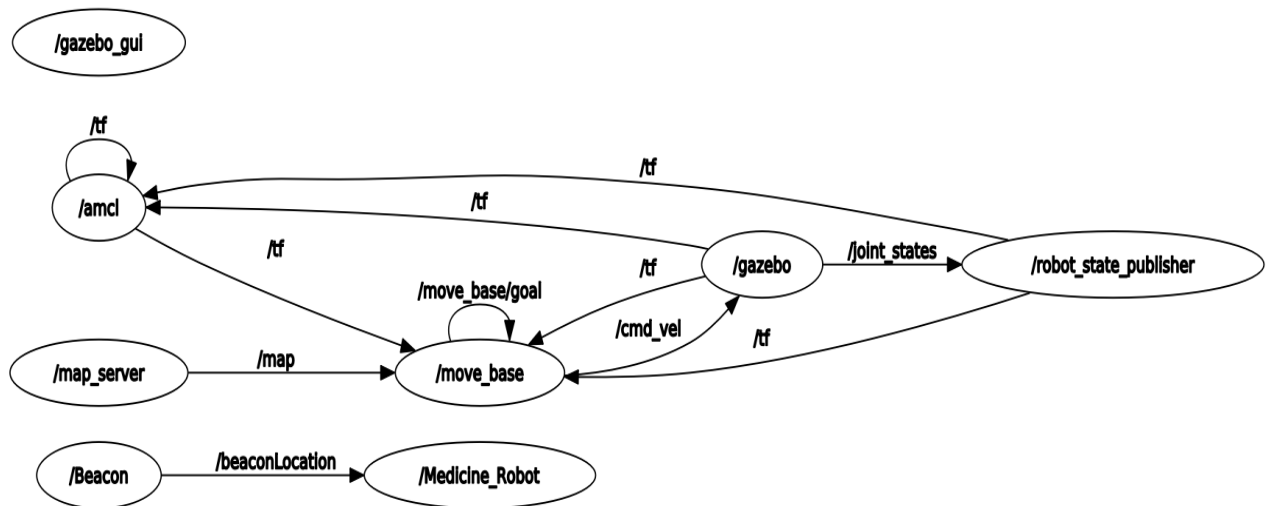 /gazebo_gui
/tf
/tf
/amcl
/tf
/tf
/gazebo
/joint_states
/robot_state_publisher
/tf
/move_base/goal
/cmd_vel
/tf
/map_server
/map
/move_base
/Beacon
/beaconLocation
/Medicine_Robot